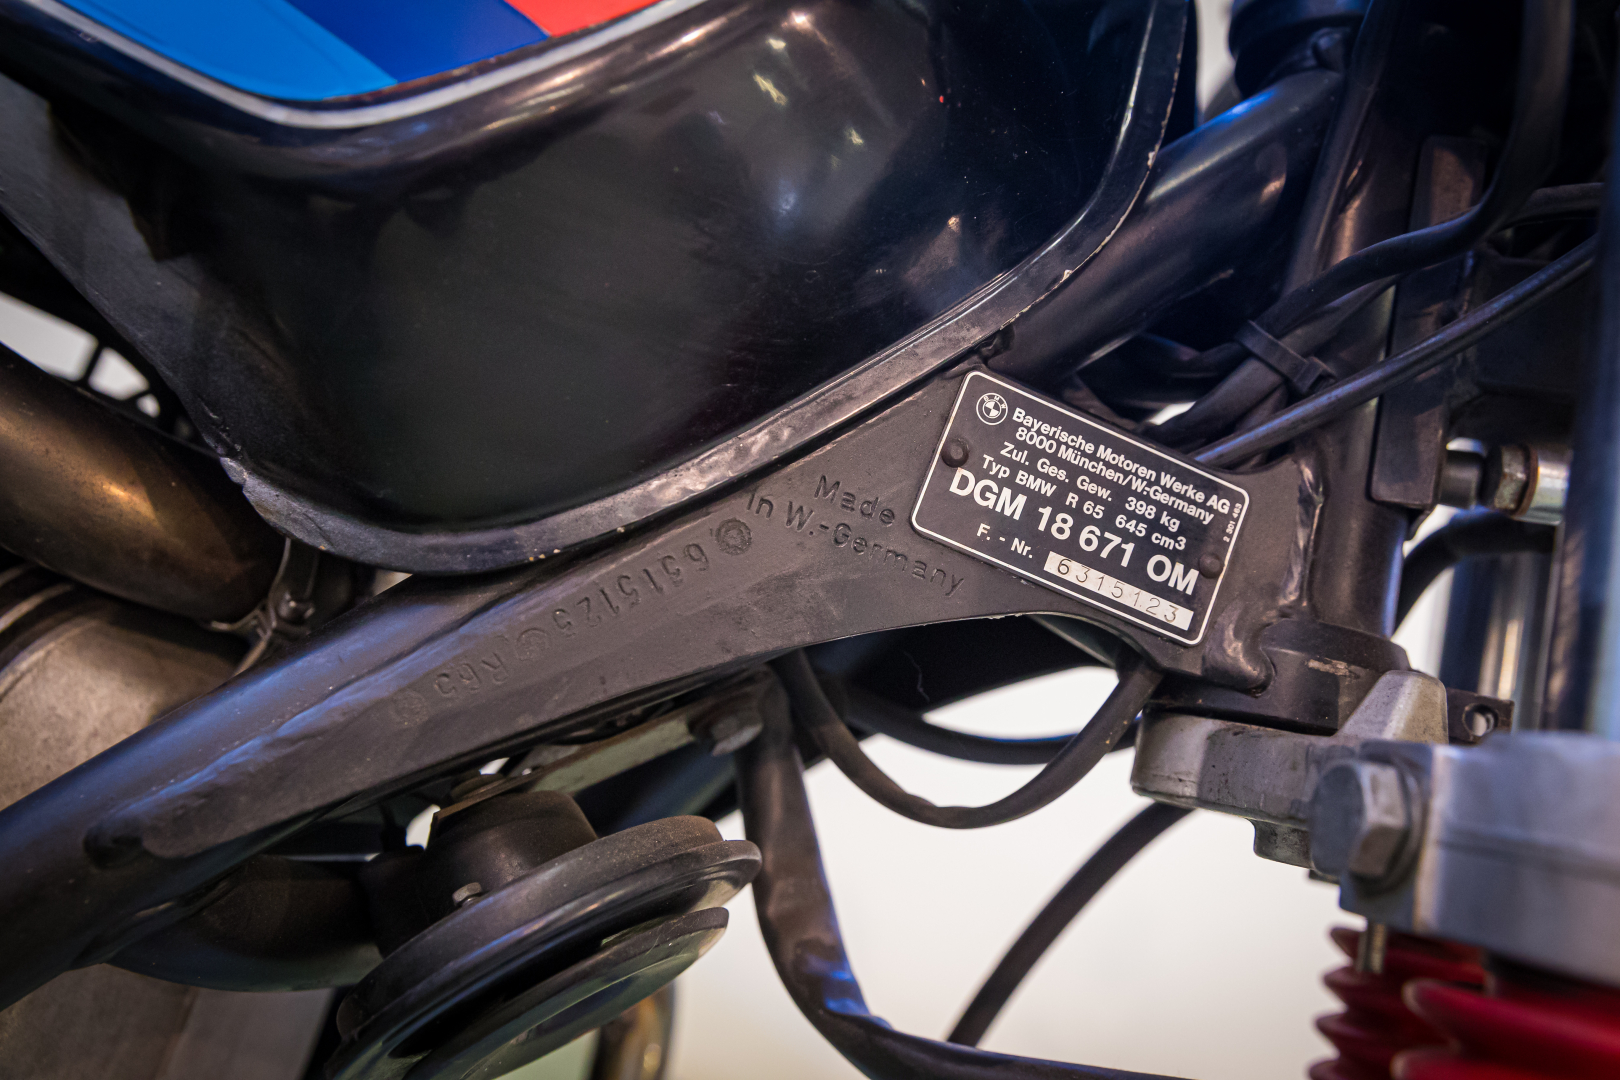 BMW
Bayerische Motoren Werke AG
8000 München/W.-Germany
Zul. Ges. Gew. 398 kg
Typ BMW R 65 645 cm3
DGM 18 671 OM
F. - Nr. 6315123
Made
in W.-Germany
6315123 R65